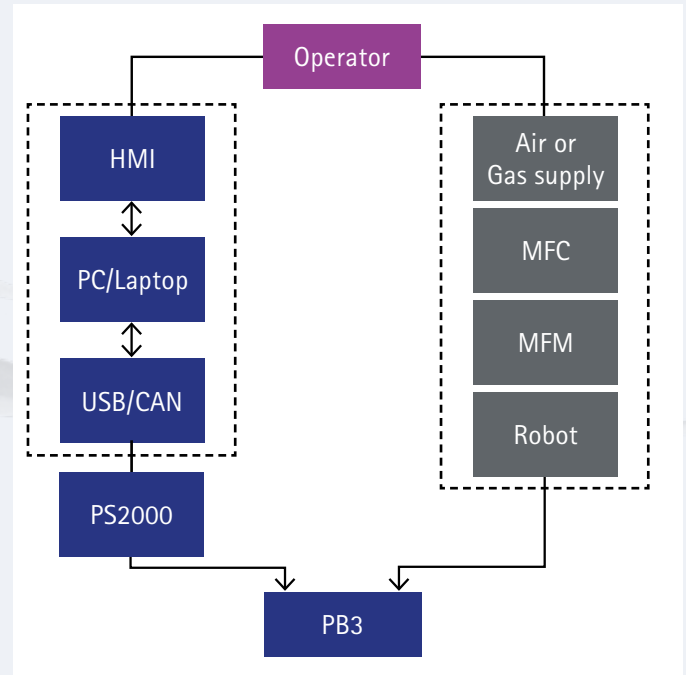 Operator
HMI
PC/Laptop
USB/CAN
PS2000
Air or
Gas supply
MFC
MFM
Robot
PB3